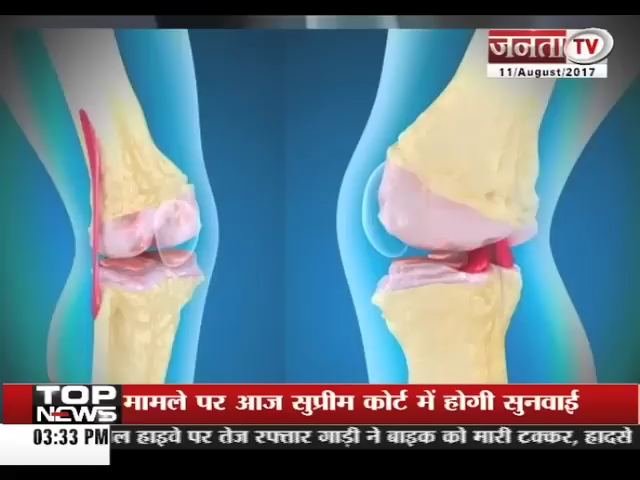 जनता TV
11/August/2017
TOP NEWS
मामले पर आज सुप्रीम कोर्ट में होगी सुनवाई
03:33 PM
ल हाइवे पर तेज रफ्तार गाड़ी ने बाइक को मारी टक्कर, हादसे